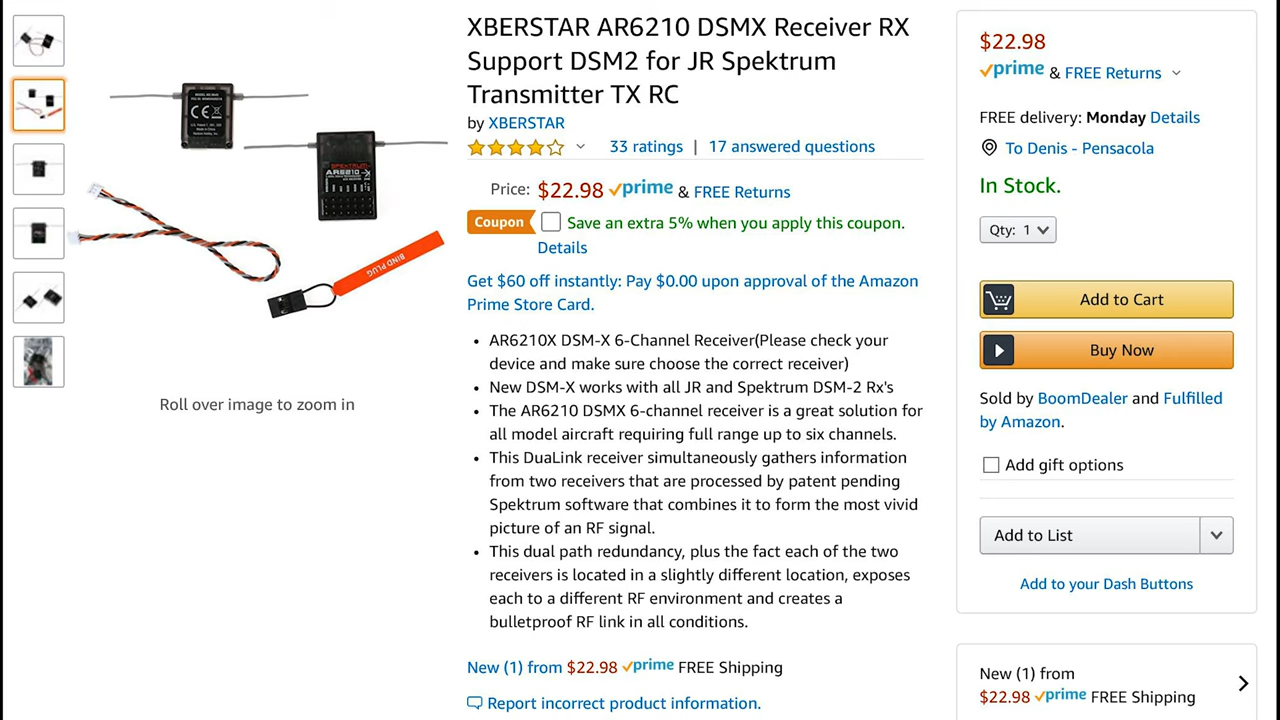 XBERSTAR AR6210 DSMX Receiver RX
Support DSM2 for JR Spektrum
Transmitter TX RC
by XBERSTAR
33 ratings | 17 answered questions
Price: $22.98 prime & FREE Returns
Coupon Save an extra 5% when you apply this coupon.
Details
Get $60 off instantly: Pay $0.00 upon approval of the Amazon
Prime Store Card.
• AR6210X DSM-X 6-Channel Receiver(Please check your
device and make sure choose the correct receiver)
• New DSM-X works with all JR and Spektrum DSM-2 Rx's
• The AR6210 DSMX 6-channel receiver is a great solution for
all model aircraft requiring full range up to six channels.
• This DuaLink receiver simultaneously gathers information
from two receivers that are processed by patent pending
Spektrum software that combines it to form the most vivid
picture of an RF signal.
• This dual path redundancy, plus the fact each of the two
receivers is located in a slightly different location, exposes
each to a different RF environment and creates a
bulletproof RF link in all conditions.
New (1) from $22.98 prime FREE Shipping
Report incorrect product information.
CE
SPEKTRUM
AR6210
BIND PLUG
Roll over image to zoom in
$22.98
prime & FREE Returns
FREE delivery: Monday Details
To Denis - Pensacola
In Stock.
Qty: 1
Add to Cart
Buy Now
Sold by BoomDealer and Fulfilled
by Amazon.
Add gift options
Add to List
Add to your Dash Buttons
New (1) from
$22.98 prime FREE Shipping